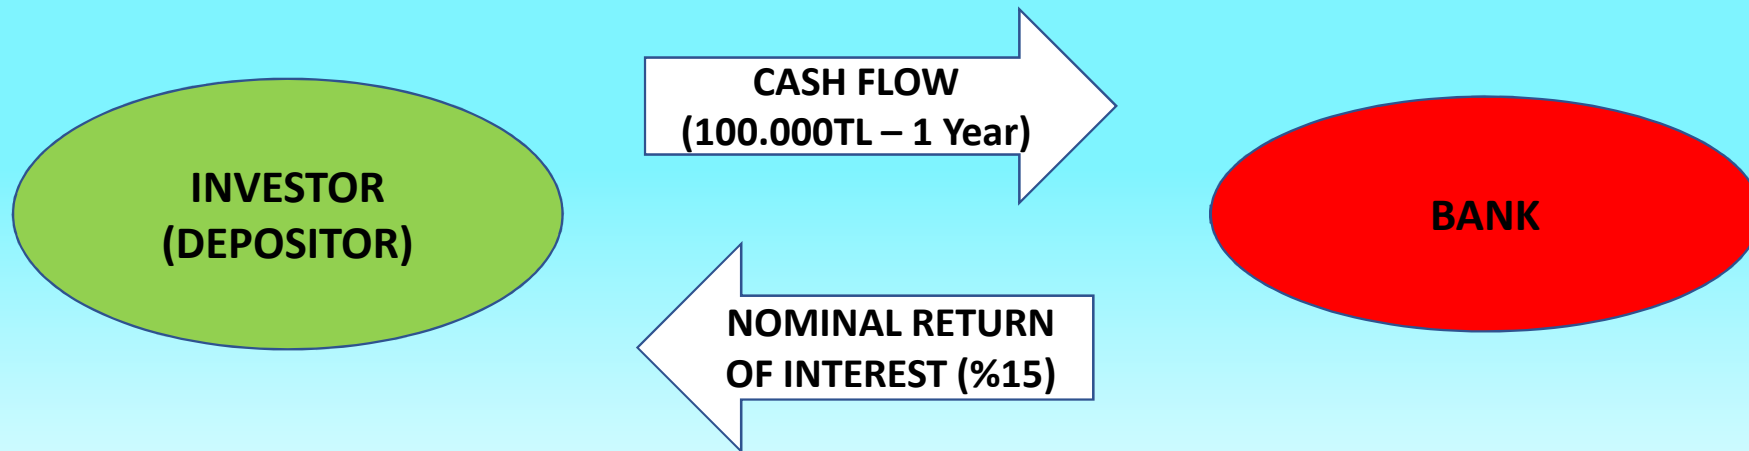 INVESTOR
(DEPOSITOR)
CASH FLOW
(100.000TL – 1 Year)
NOMINAL RETURN
OF INTEREST (%15)
BANK